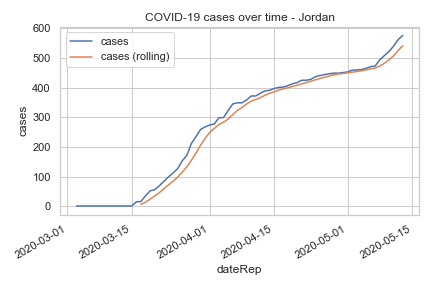 COVID-19 cases over time - Jordan
cases
cases (rolling)
600
500
400
300
200
100
0
cases
2020-03-01
2020-03-15
2020-04-01
2020-04-15
2020-05-01
2020-05-15
dateRep